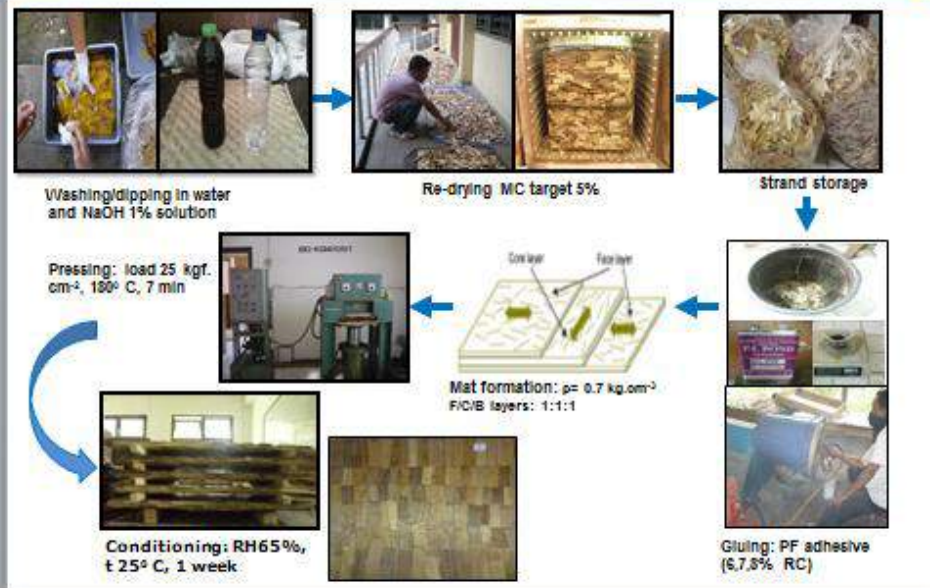 Washing/dipping in water
and NaOH 1% solution
Re-drying MC target 5%
Strand storage
Pressing: load 25 kgf.
cm⁻², 180⁰ C, 7 min
Core layer
Face layer
Mat formation: ρ= 0.7 kg.cm⁻³
F/C/B layers: 1:1:1
Gluing: PF adhesive
(6,7,8% RC)
Conditioning: RH65%,
t 25⁰ C, 1 week